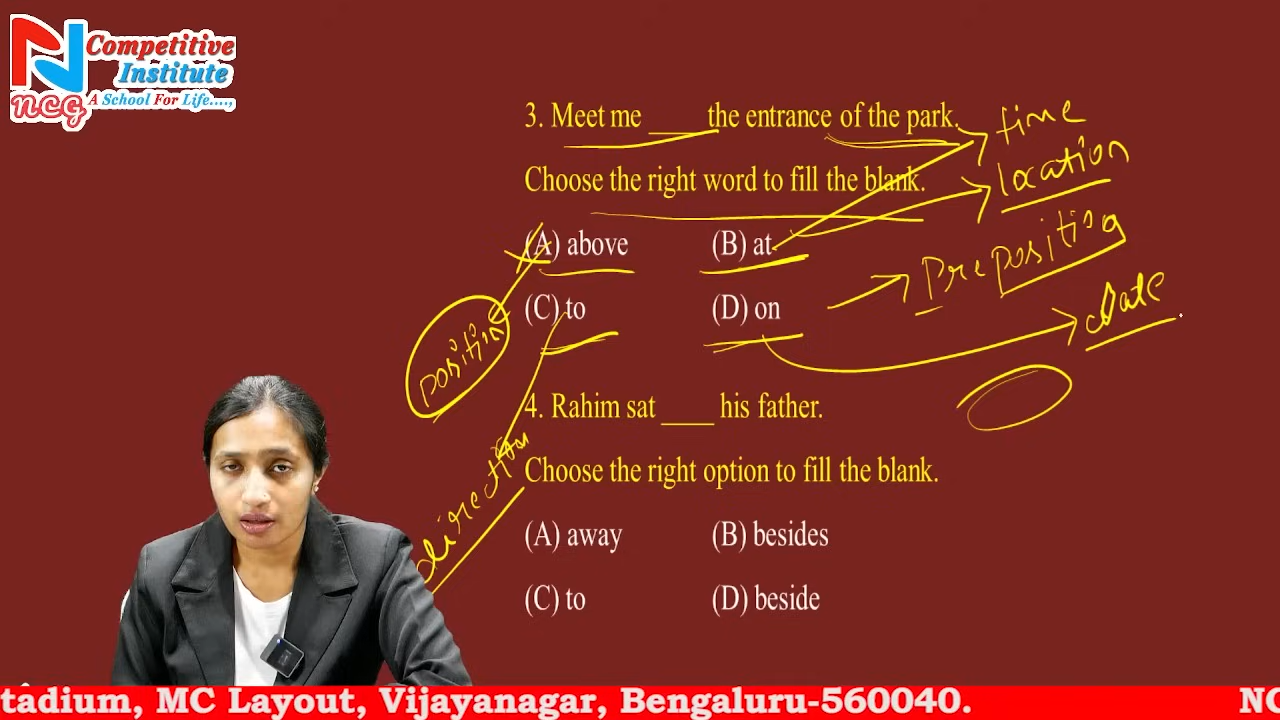 Competitive
Institute
NCG A School For Life....,
3. Meet me ____ the entrance of the park.
time
Choose the right word to fill the blank.
location
(A) above (B) at
Preposition
(C) to (D) on
Date
position
4. Rahim sat ____ his father.
direction
Choose the right option to fill the blank.
(A) away (B) besides
(C) to (D) beside
tadium, MC Layout, Vijayanagar, Bengaluru-560040. NC